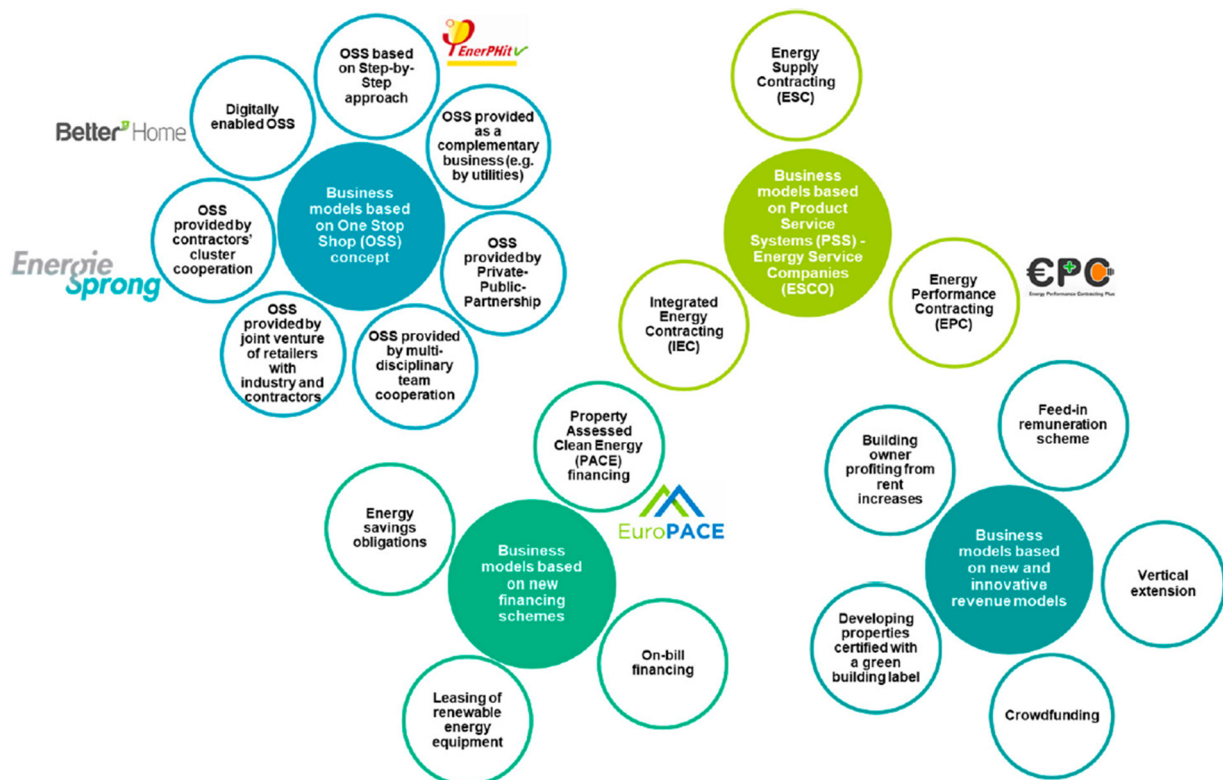 OSS based
on Step-by-
Step
approach
EnerPHit
Digitally
enabled OSS
Better Home
OSS provided
as a
complementary
business (e.g.
by utilities)
Business
models based
on One Stop
Shop (OSS)
concept
OSS
provided by
contractors'
cluster
cooperation
Energie
Sprong
OSS
provided by
Private-
Public-
Partnership
OSS
provided by
joint venture
of retailers
with
industry and
contractors
OSS provided
by multi-
disciplinary
team
cooperation
Energy
Supply
Contracting
(ESC)
Business
models based
on Product
Service
Systems (PSS) -
Energy Service
Companies
(ESCO)
Integrated
Energy
Contracting
(IEC)
Energy
Performance
Contracting
(EPC)
€PC
Energy Performance Contracting Plus
Property
Assessed
Clean Energy
(PACE)
financing
EuroPACE
Energy
savings
obligations
Business
models based
on new
financing
schemes
On-bill
financing
Leasing of
renewable
energy
equipment
Feed-in
remuneration
scheme
Building
owner
profiting from
rent
increases
Business
models based
on new and
innovative
revenue models
Vertical
extension
Developing
properties
certified with
a green
building label
Crowdfunding